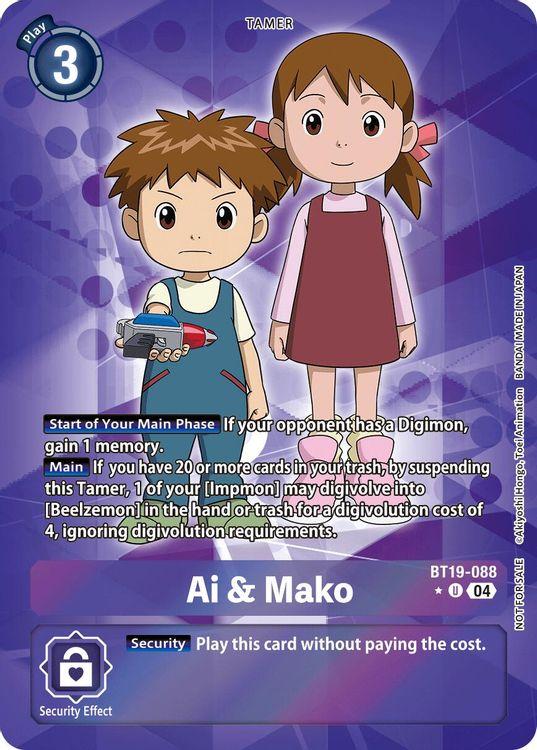 TAMER
Play
3
Start of Your Main Phase If your opponent has a Digimon,
gain 1 memory.
Main If you have 20 or more cards in your trash, by suspending
this Tamer, 1 of your [Impmon] may digivolve into
[Beelzemon] in the hand or trash for a digivolution cost of
4, ignoring digivolution requirements.
BT19-088
Ai & Mako
★ U 04
Security Play this card without paying the cost.
Security Effect
NOT FOR SALE ©Akiyoshi Hongo, Toei Animation BANDAI MADE IN JAPAN